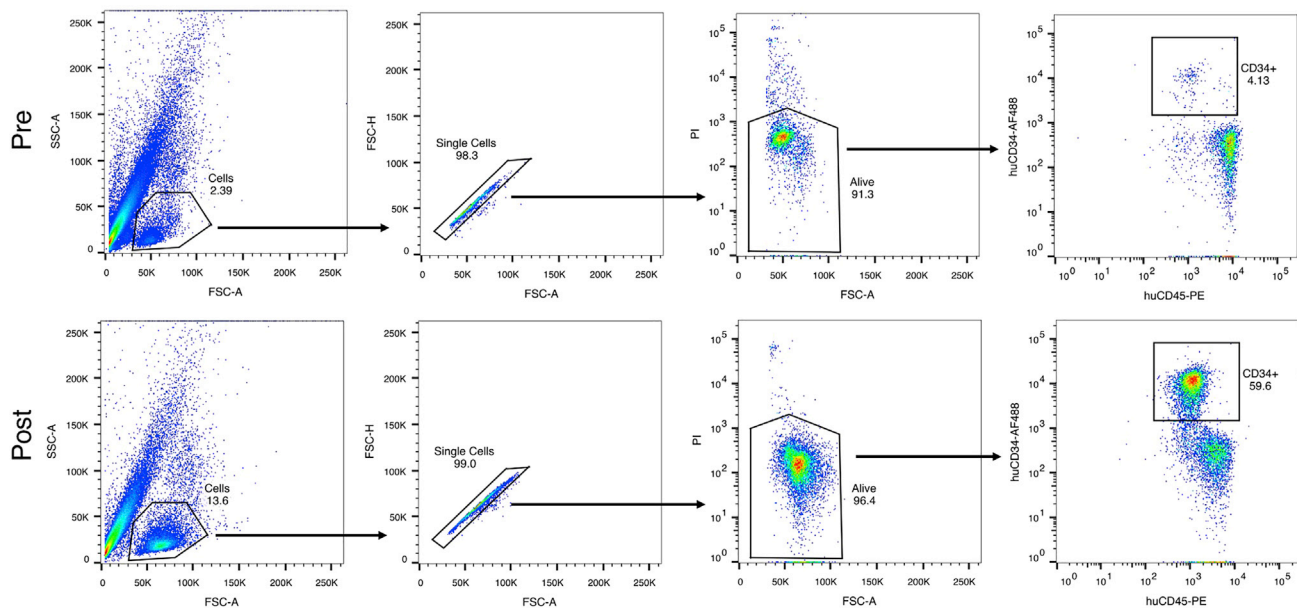 Pre
SSC-A
250K
200K
150K
100K
50K
0
0 50K 100K 150K 200K 250K
FSC-A
Cells
2.39
FSC-H
250K
200K
150K
100K
50K
0
0 50K 100K 150K 200K 250K
FSC-A
Single Cells
98.3
PI
10^5
10^4
10^3
10^2
10^1
10^0
0 50K 100K 150K 200K 250K
FSC-A
Alive
91.3
huCD34-AF488
10^5
10^4
10^3
10^2
10^1
10^0
10^0 10^1 10^2 10^3 10^4 10^5
huCD45-PE
CD34+
4.13
Post
SSC-A
250K
200K
150K
100K
50K
0
0 50K 100K 150K 200K 250K
FSC-A
Cells
13.6
FSC-H
250K
200K
150K
100K
50K
0
0 50K 100K 150K 200K 250K
FSC-A
Single Cells
99.0
PI
10^5
10^4
10^3
10^2
10^1
10^0
0 50K 100K 150K 200K 250K
FSC-A
Alive
96.4
huCD34-AF488
10^5
10^4
10^3
10^2
10^1
10^0
10^0 10^1 10^2 10^3 10^4 10^5
huCD45-PE
CD34+
59.6